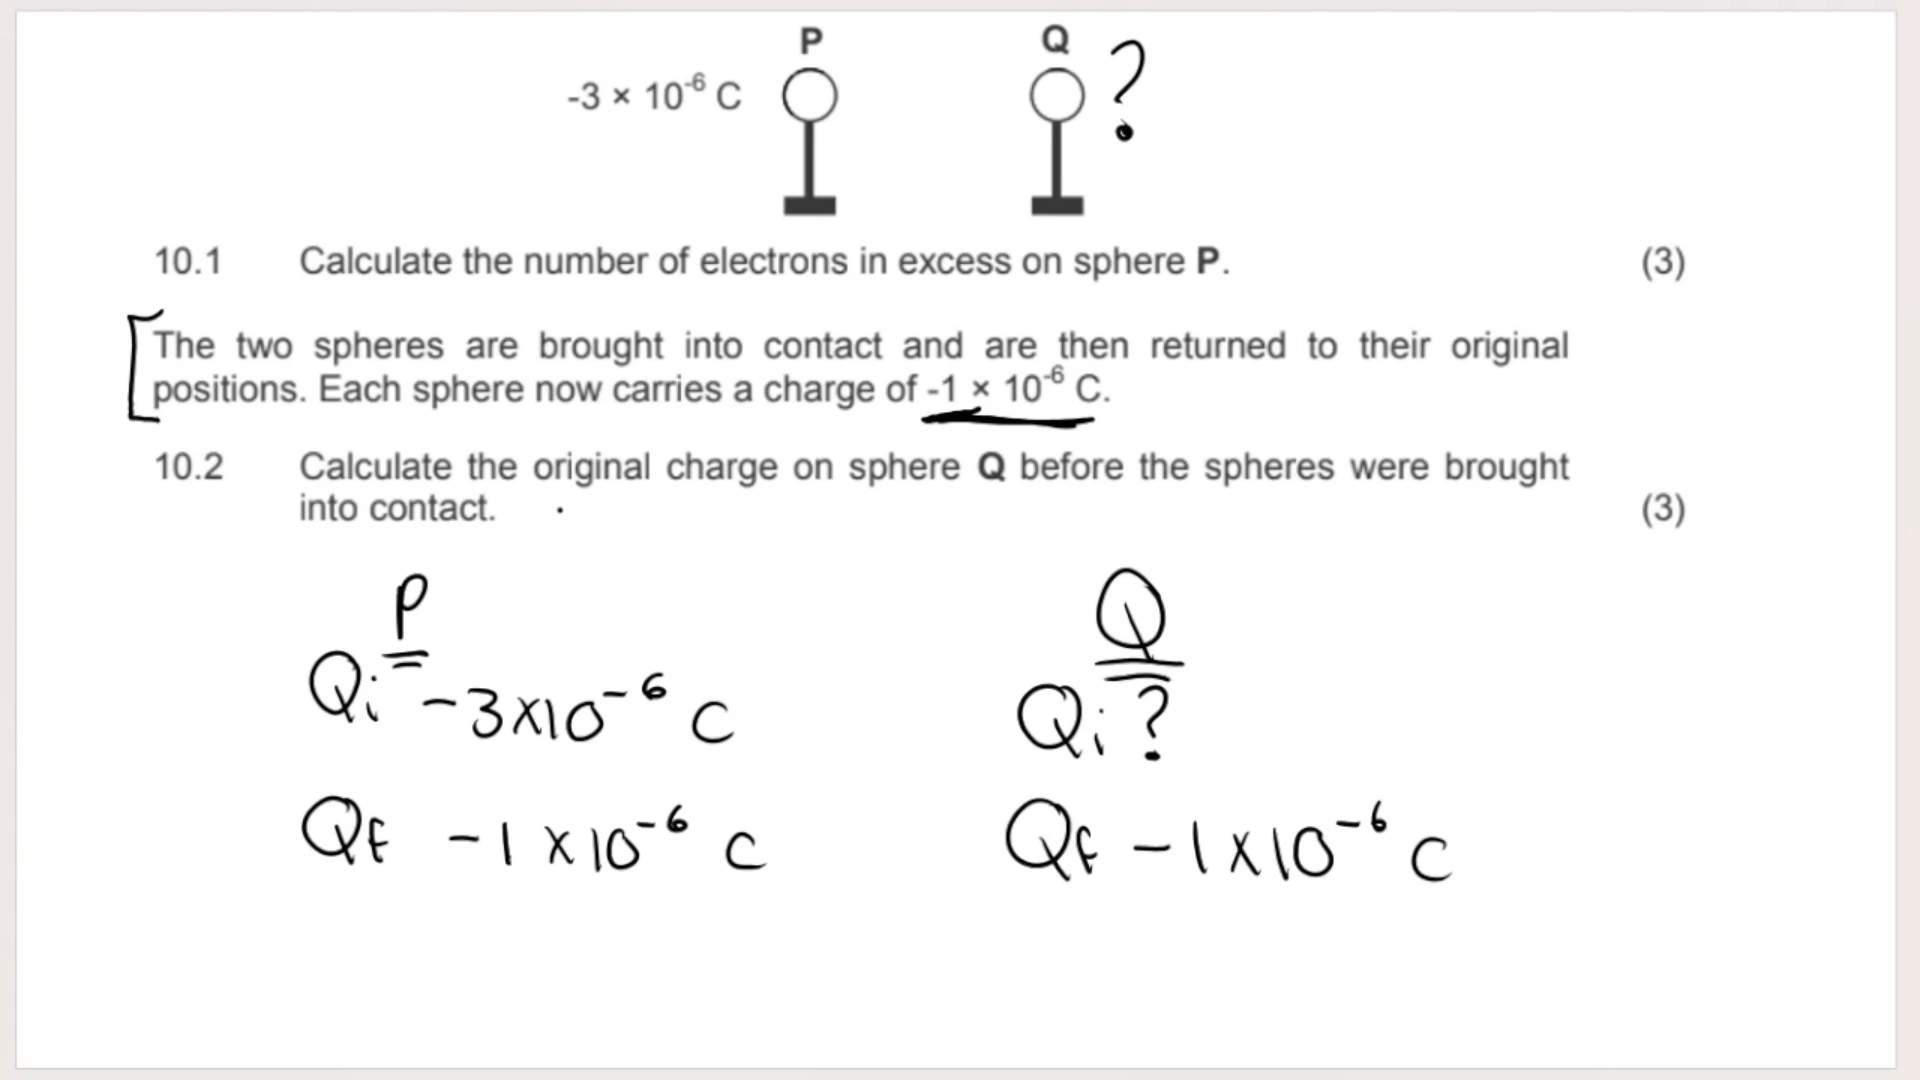 P Q ?
-3 × 10⁻⁶ C
10.1 Calculate the number of electrons in excess on sphere P. (3)
The two spheres are brought into contact and are then returned to their original
positions. Each sphere now carries a charge of -1 × 10⁻⁶ C.
10.2 Calculate the original charge on sphere Q before the spheres were brought
into contact. (3)
P Q
Qi -3×10⁻⁶ C Qi ?
Qf -1×10⁻⁶ C Qf -1×10⁻⁶ C